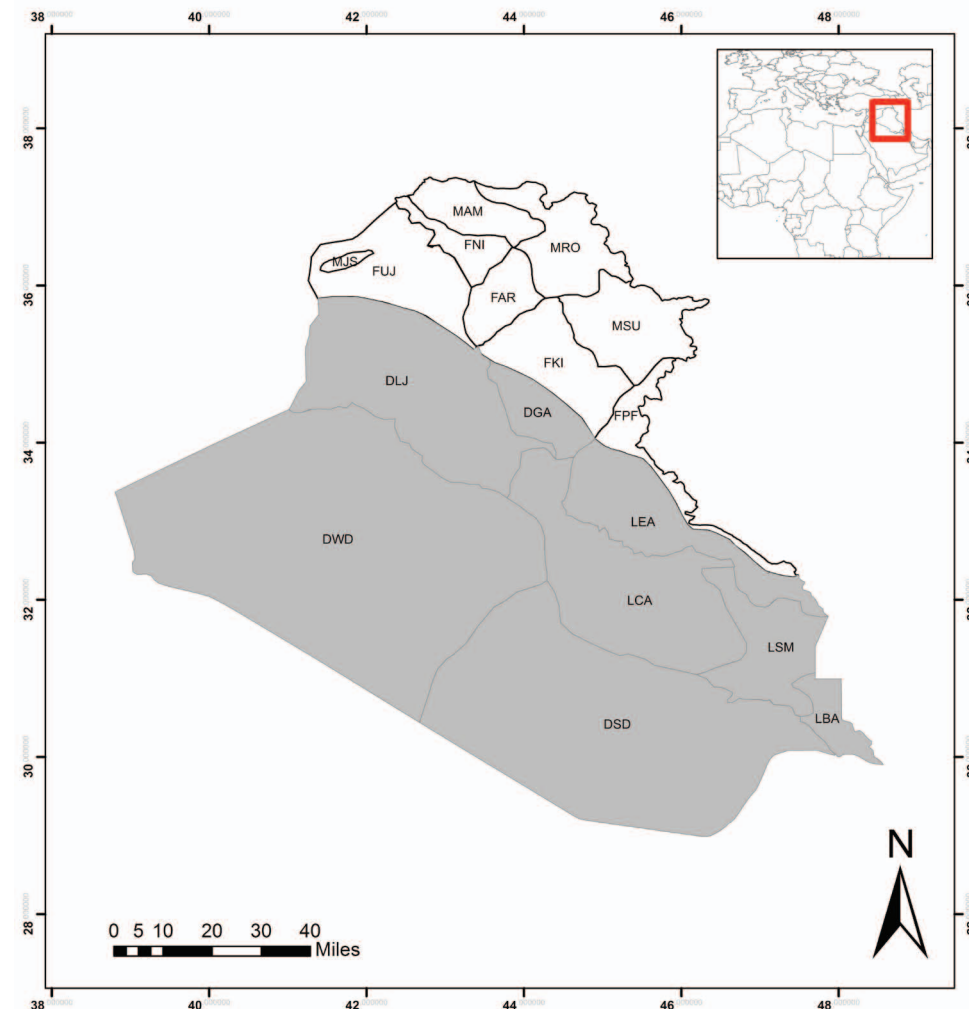 38 40 42 44 46 48
38
36
34
32
30
28
MAM
FNI
MRO
MJS
FUJ
FAR
MSU
FKI
DLJ
DGA
FPF
LEA
DWD
LCA
LSM
LBA
DSD
N
0 5 10 20 30 40
Miles
38 40 42 44 46 48